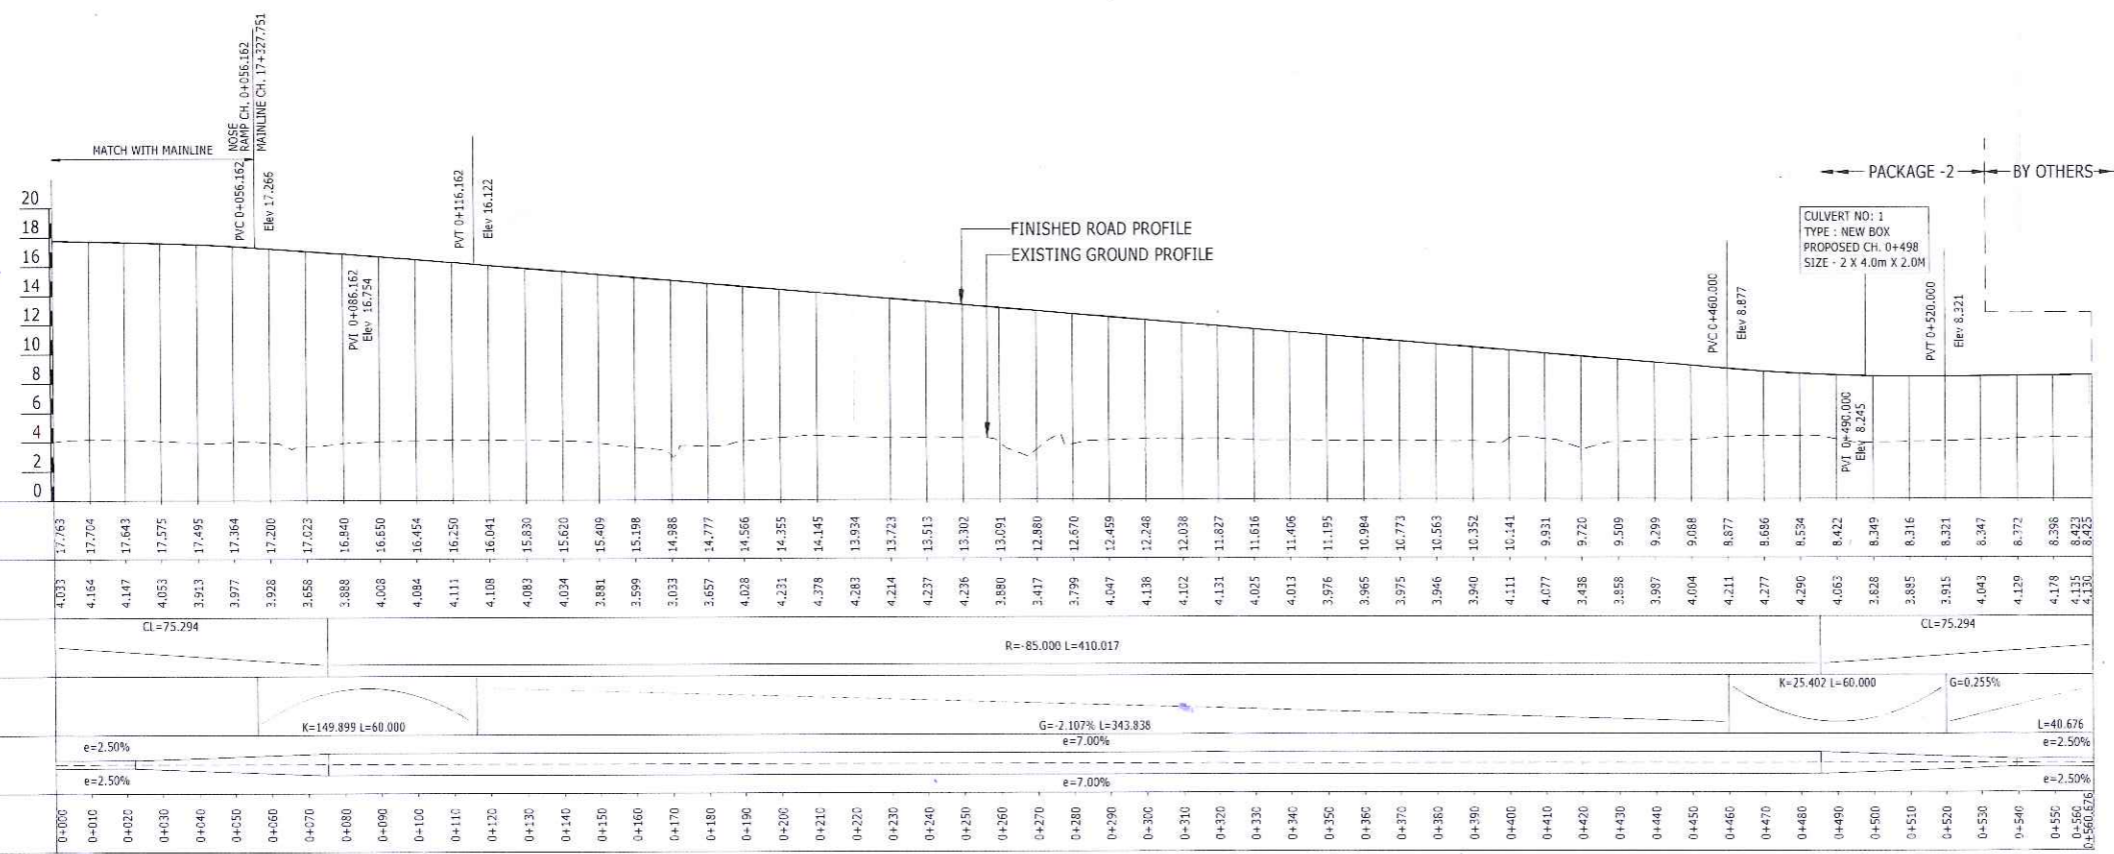 NOSE
RAMP CH. 0+056.162
MAINLINE CH. 17+327.751
MATCH WITH MAINLINE
PVC 0+056.162
Elev 17.266
PVT 0+116.162
Elev 16.122
PVI 0+086.162
Elev 16.754
FINISHED ROAD PROFILE
EXISTING GROUND PROFILE
PACKAGE -2
BY OTHERS
CULVERT NO: 1
TYPE : NEW BOX
PROPOSED CH. 0+498
SIZE - 2 X 4.0m X 2.0M
PVC 0+460.000
Elev 8.877
PVT 0+520.000
Elev 8.321
PVI 0+490.000
Elev 8.245
20
18
16
14
12
10
8
6
4
2
0
17.763 17.704 17.643 17.575 17.495 17.364 17.200 17.023 16.840 16.650 16.454 16.250 16.041 15.830 15.620 15.409 15.198 14.988 14.777 14.566 14.355 14.145 13.934 13.723 13.513 13.302 13.091 12.880 12.670 12.459 12.248 12.038 11.827 11.616 11.406 11.195 10.984 10.773 10.563 10.352 10.141 9.931 9.720 9.509 9.299 9.088 8.877 8.686 8.534 8.422 8.349 8.316 8.321 8.347 8.372 8.398 8.423 8.425
4.033 4.164 4.147 4.053 3.913 3.977 3.928 3.658 3.888 4.008 4.084 4.111 4.108 4.083 4.034 3.881 3.599 3.033 3.657 4.028 4.231 4.378 4.283 4.214 4.237 4.236 3.880 3.417 3.799 4.047 4.138 4.102 4.131 4.025 4.013 3.976 3.965 3.975 3.946 3.940 4.111 4.077 3.438 3.858 3.987 4.004 4.211 4.277 4.290 4.063 3.828 3.885 3.915 4.043 4.129 4.178 4.135 4.130
CL=75.294
R=-85.000 L=410.017
CL=75.294
K=149.899 L=60.000
G=-2.107% L=343.838
K=25.402 L=60.000
G=0.255%
L=40.676
e=2.50%
e=7.00%
e=2.50%
e=2.50%
e=7.00%
e=2.50%
0+000 0+010 0+020 0+030 0+040 0+050 0+060 0+070 0+080 0+090 0+100 0+110 0+120 0+130 0+140 0+150 0+160 0+170 0+180 0+190 0+200 0+210 0+220 0+230 0+240 0+250 0+260 0+270 0+280 0+290 0+300 0+310 0+320 0+330 0+340 0+350 0+360 0+370 0+380 0+390 0+400 0+410 0+420 0+430 0+440 0+450 0+460 0+470 0+480 0+490 0+500 0+510 0+520 0+530 0+540 0+550 0+560 0+560.676